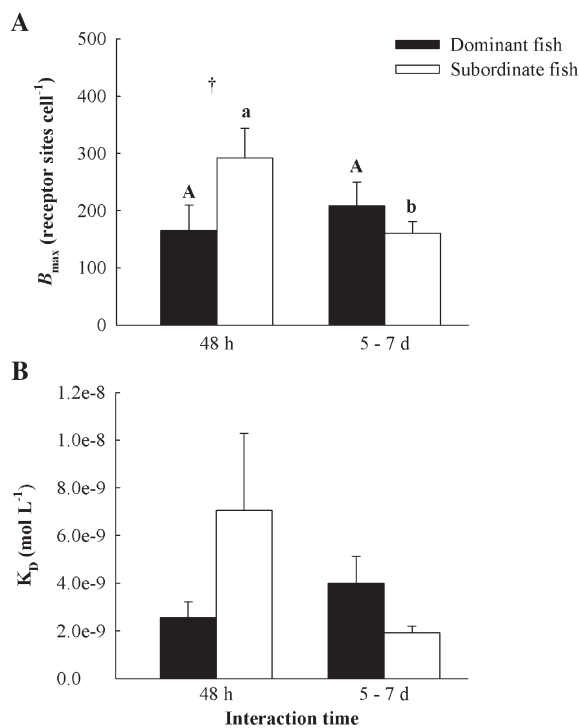 A
500
400
300
200
100
0
B_max (receptor sites cell⁻¹)
Dominant fish
Subordinate fish
†
A
a
A
b
48 h
5 - 7 d
B
1.2e-8
1.0e-8
8.0e-9
6.0e-9
4.0e-9
2.0e-9
0.0
K_D (mol L⁻¹)
48 h
5 - 7 d
Interaction time